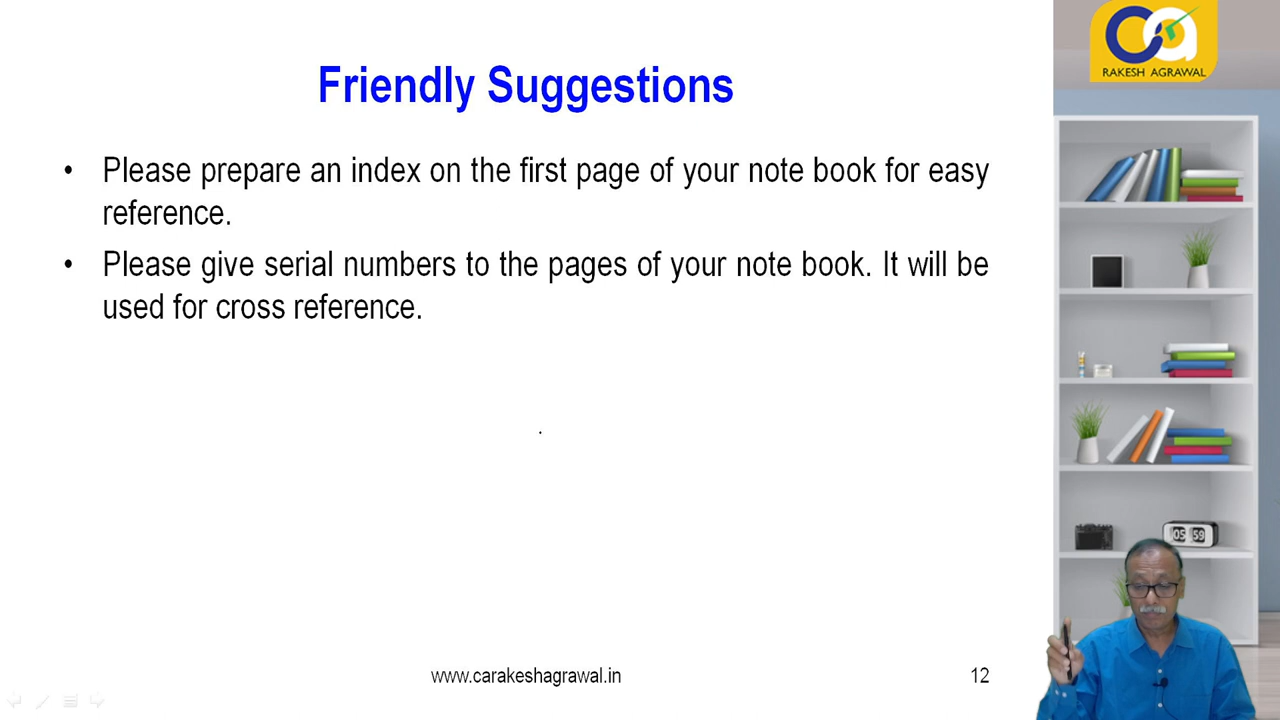 RAKESH AGRAWAL
Friendly Suggestions
• Please prepare an index on the first page of your note book for easy
reference.
• Please give serial numbers to the pages of your note book. It will be
used for cross reference.
05 59
www.carakeshagrawal.in
12